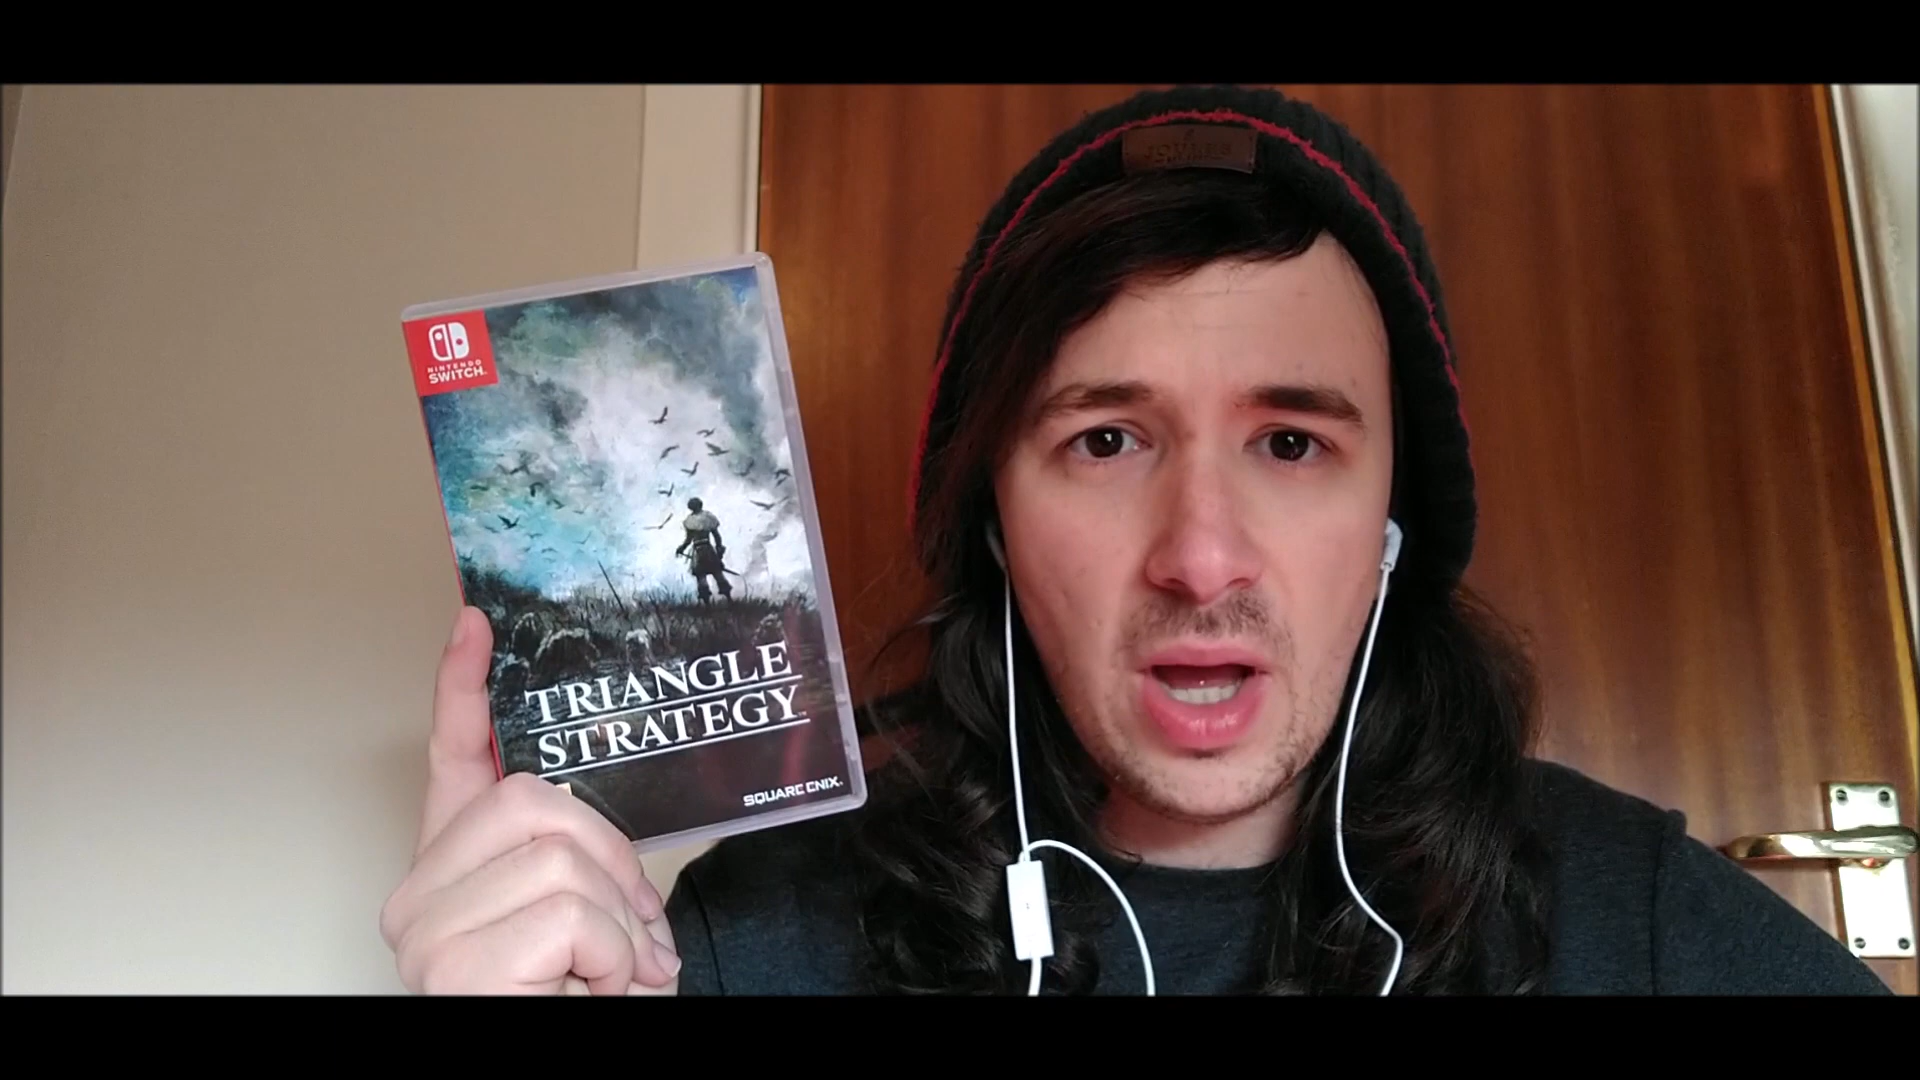 NINTENDO
SWITCH
TRIANGLE
STRATEGY
SQUARE ENIX